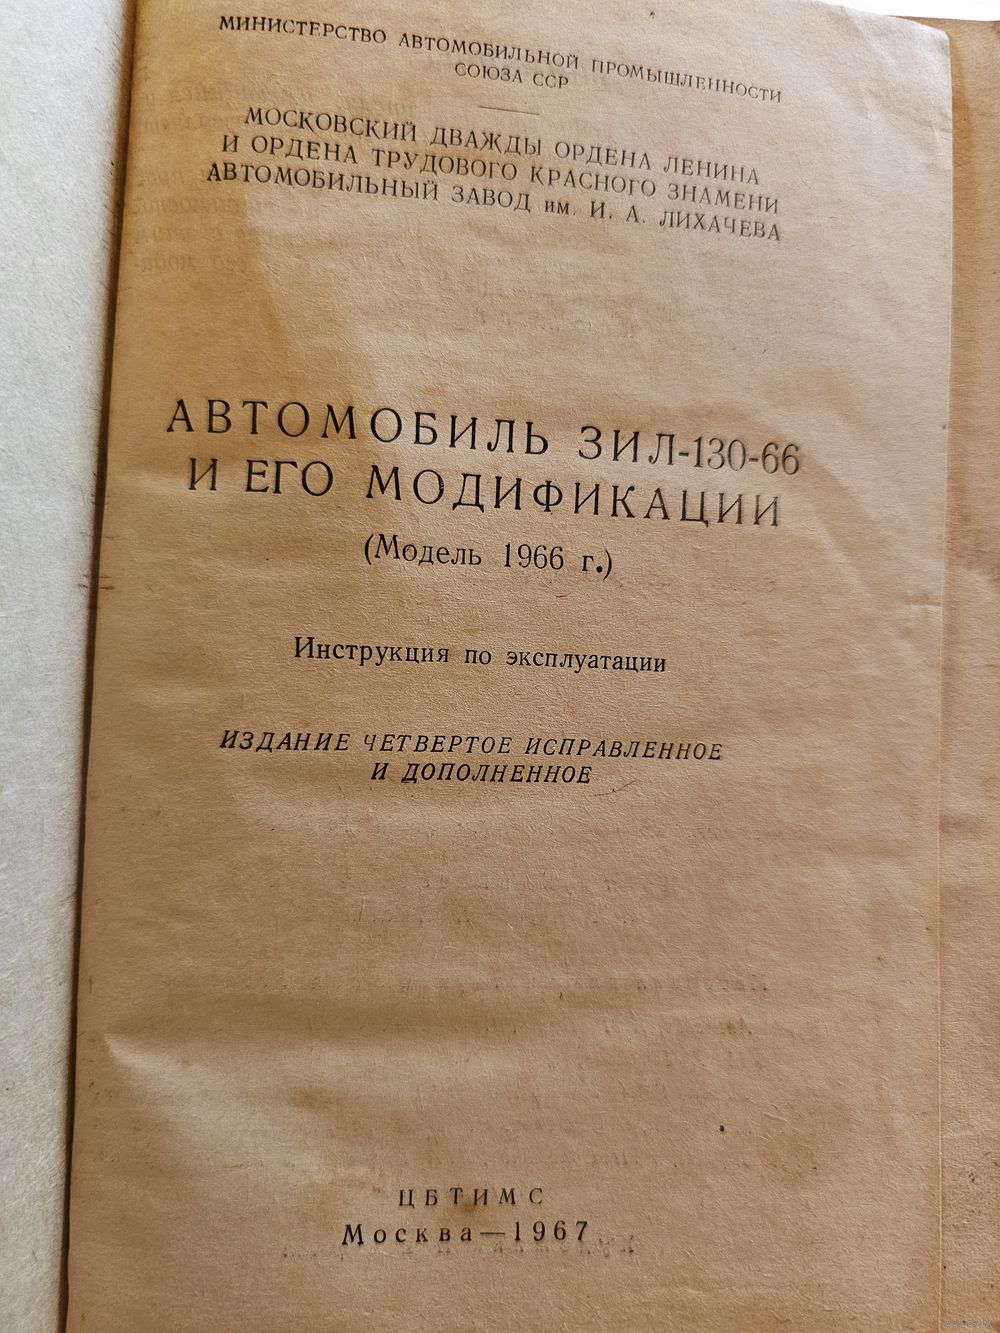 МИНИСТЕРСТВО АВТОМОБИЛЬНОЙ ПРОМЫШЛЕННОСТИ
СОЮЗА ССР
МОСКОВСКИЙ ДВАЖДЫ ОРДЕНА ЛЕНИНА
И ОРДЕНА ТРУДОВОГО КРАСНОГО ЗНАМЕНИ
АВТОМОБИЛЬНЫЙ ЗАВОД им. И. А. ЛИХАЧЕВА
АВТОМОБИЛЬ ЗИЛ-130-66
И ЕГО МОДИФИКАЦИИ
(Модель 1966 г.)
Инструкция по эксплуатации
ИЗДАНИЕ ЧЕТВЕРТОЕ ИСПРАВЛЕННОЕ
И ДОПОЛНЕННОЕ
ЦБТИМС
Москва—1967